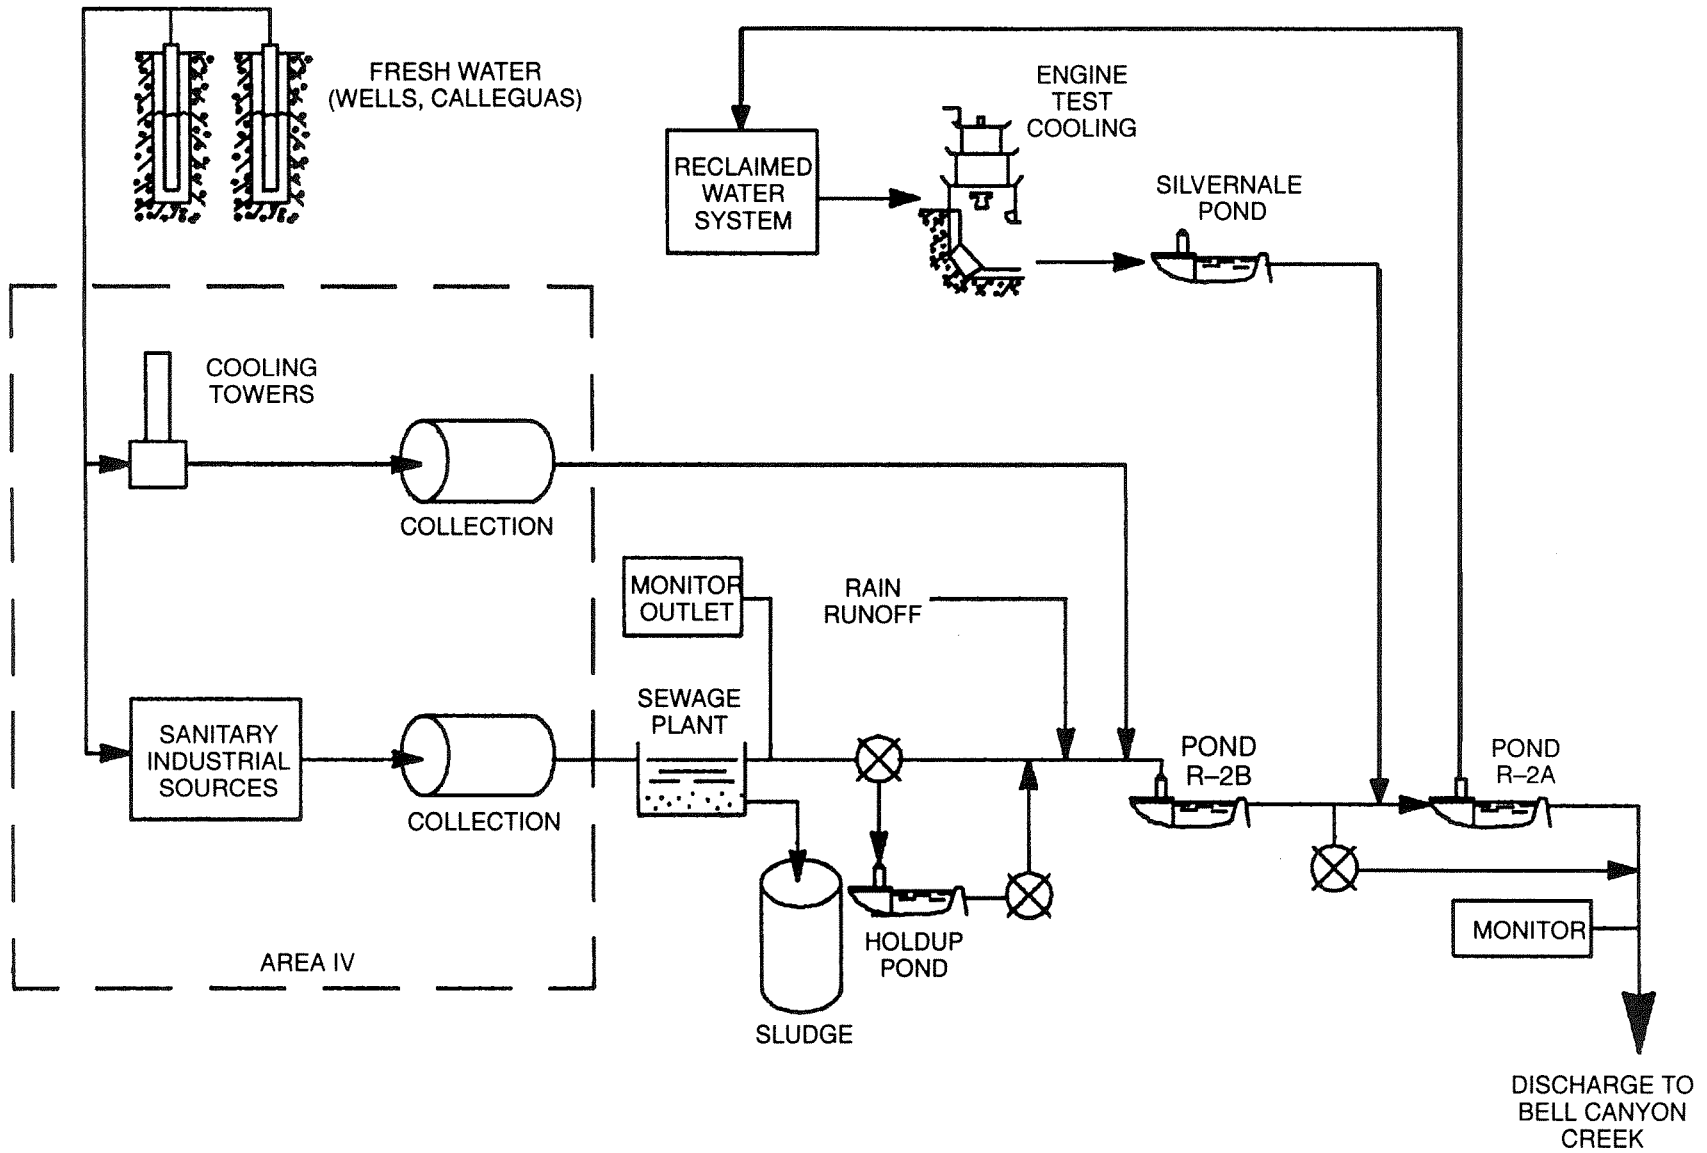 FRESH WATER
(WELLS, CALLEGUAS)
ENGINE
TEST
COOLING
RECLAIMED
WATER
SYSTEM
SILVERNALE
POND
COOLING
TOWERS
COLLECTION
MONITOR
OUTLET
RAIN
RUNOFF
SANITARY
INDUSTRIAL
SOURCES
COLLECTION
SEWAGE
PLANT
POND
R–2B
POND
R–2A
MONITOR
HOLDUP
POND
AREA IV
SLUDGE
DISCHARGE TO
BELL CANYON
CREEK